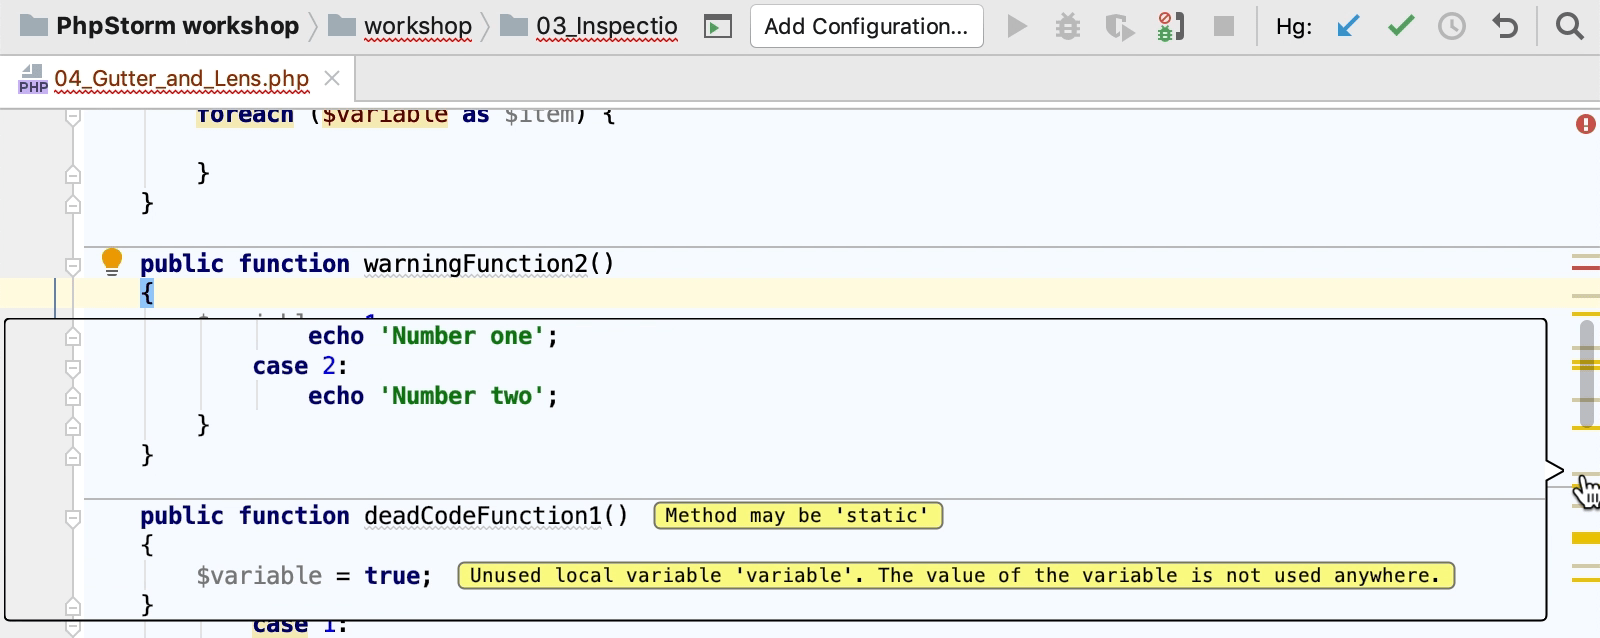 PhpStorm workshop workshop 03_Inspectio Add Configuration... Hg:
PHP 04_Gutter_and_Lens.php
foreach ($variable as $item) {
}
}
public function warningFunction2()
{
echo 'Number one';
case 2:
echo 'Number two';
}
}
public function deadCodeFunction1() Method may be 'static'
{
$variable = true; Unused local variable 'variable'. The value of the variable is not used anywhere.
}
case 1: